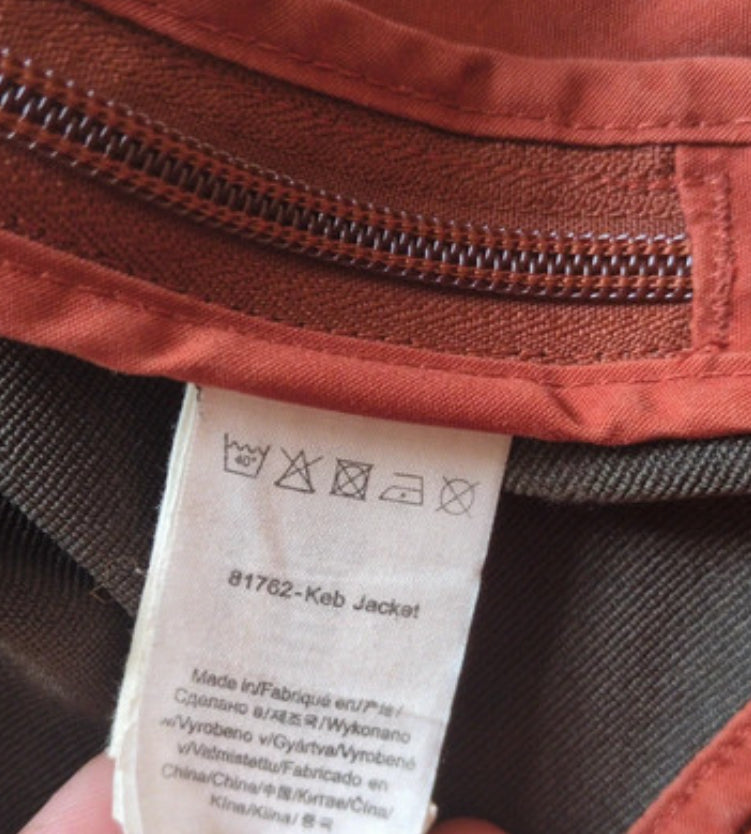 40°
81762-Keb Jacket
Made in/Fabriqué en/产地/
Сделано в/제조국/Wykonano
w/Vyrobeno v/Gyártva/Vyrobené
v/Valmistettu/Fabricado en
China/China/中国/Китае/Čína/
Kína/Kiina/중국